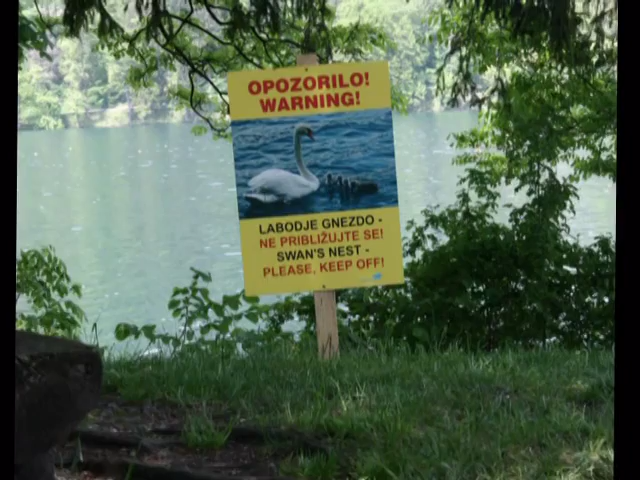 OPOZORILO!
WARNING!
LABODJE GNEZDO -
NE PRIBLIŽUJTE SE!
SWAN'S NEST -
PLEASE, KEEP OFF!